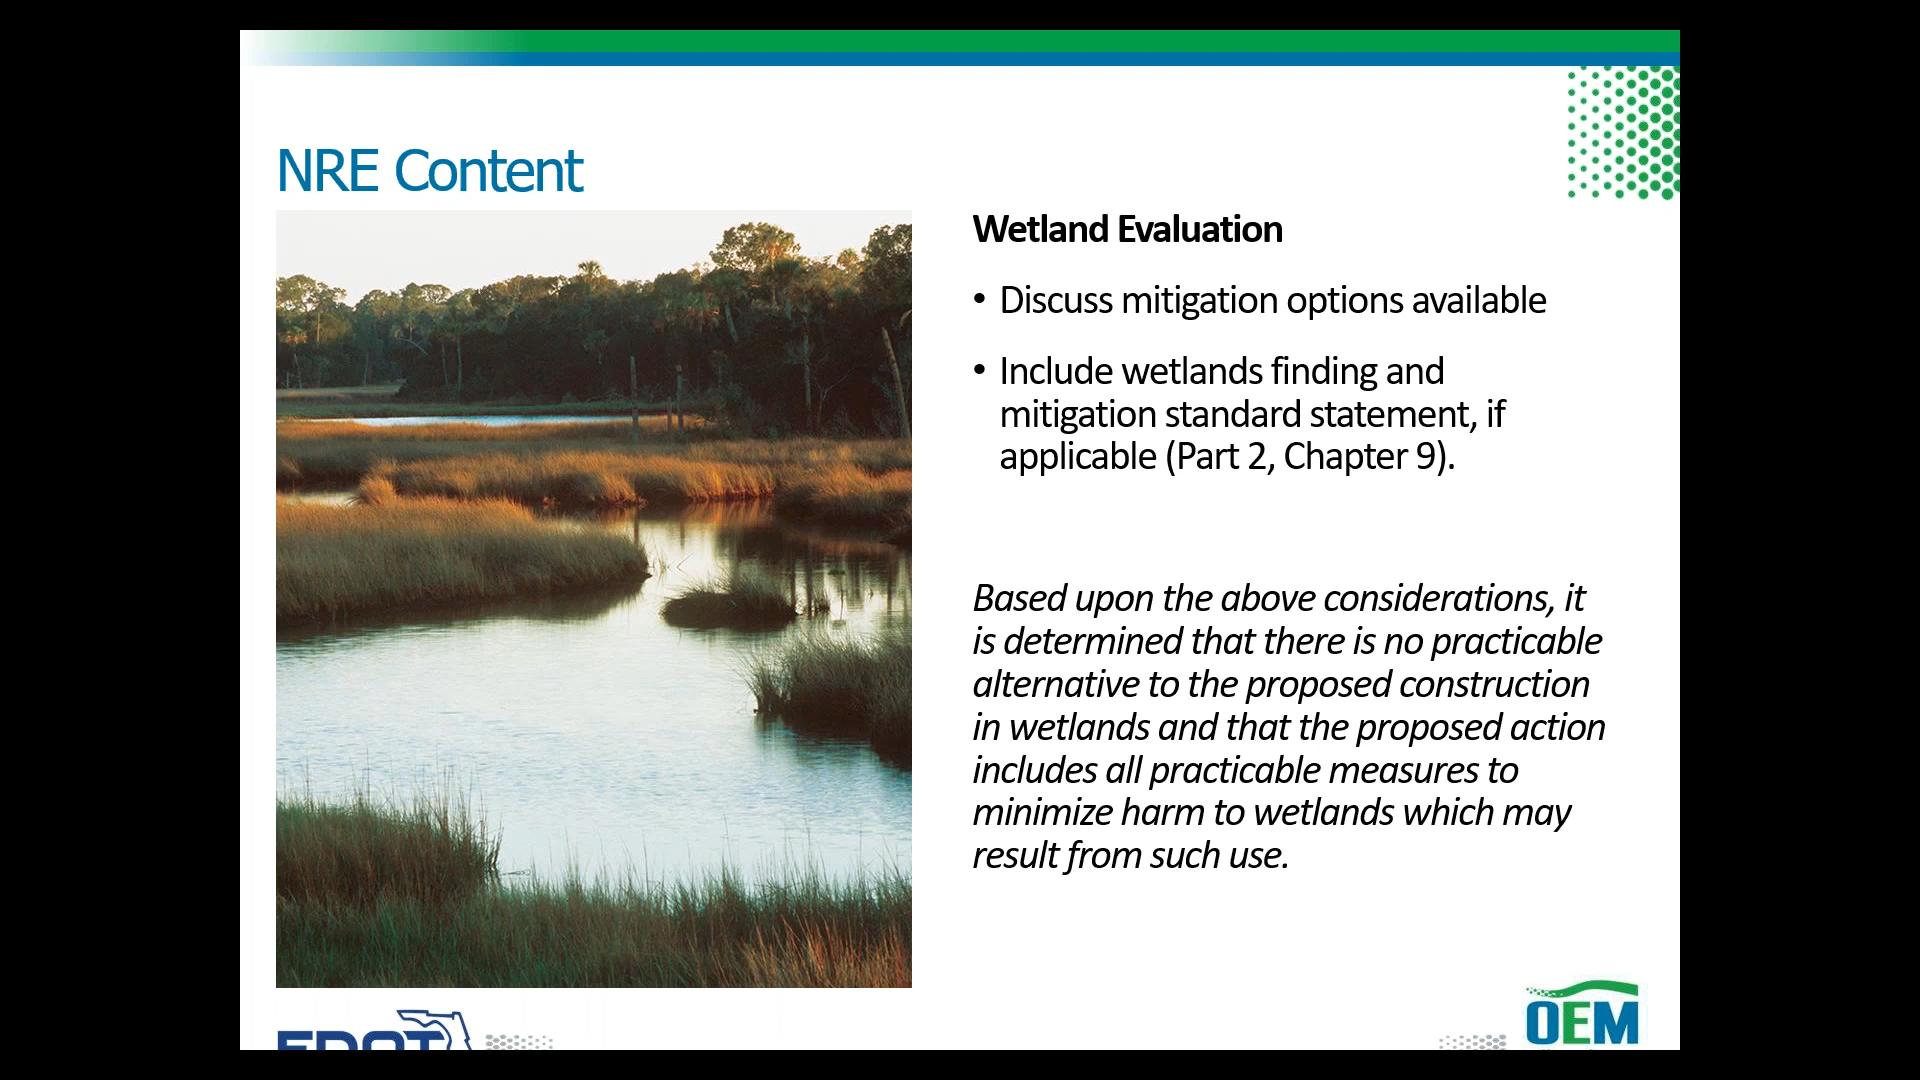 NRE Content
Wetland Evaluation
• Discuss mitigation options available
• Include wetlands finding and
mitigation standard statement, if
applicable (Part 2, Chapter 9).
Based upon the above considerations, it
is determined that there is no practicable
alternative to the proposed construction
in wetlands and that the proposed action
includes all practicable measures to
minimize harm to wetlands which may
result from such use.
FDOT
OEM